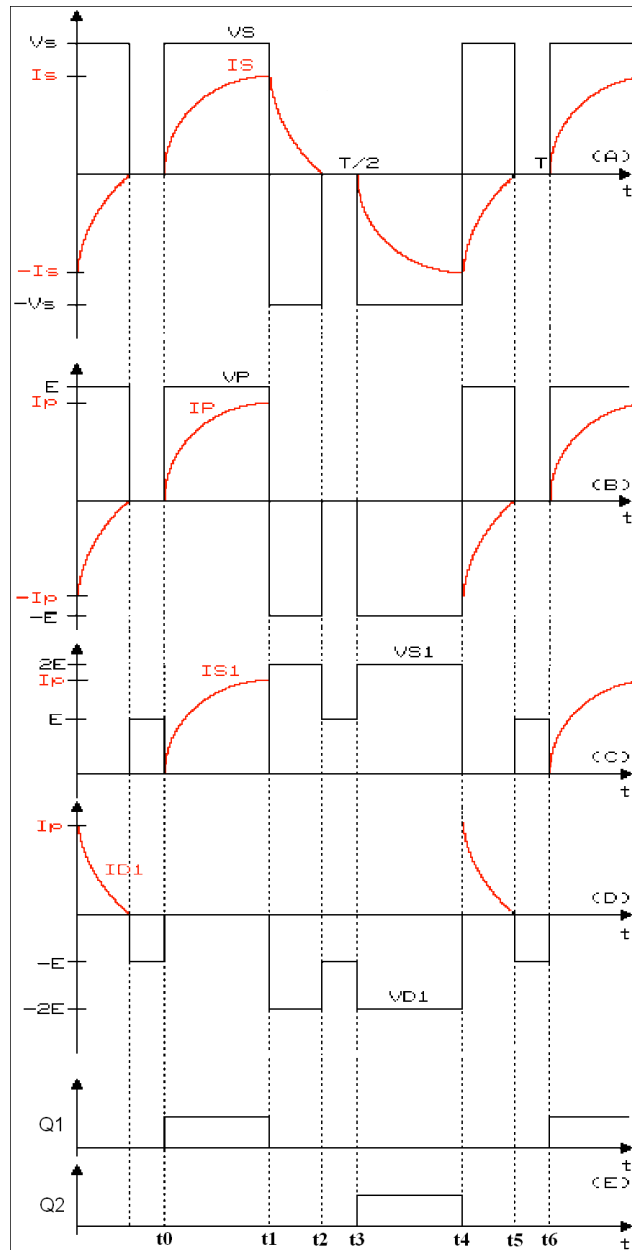 Vs VS
Is IS
T/2 T (A)
t
-Is
-Vs
E VP
Ip IP
(B)
t
-Ip
-E
2E VS1
Ip IS1
E
(C)
t
Ip
ID1
(D)
t
-E
-2E VD1
Q1
t
(E)
Q2
t0 t1 t2 t3 t4 t5 t6 t